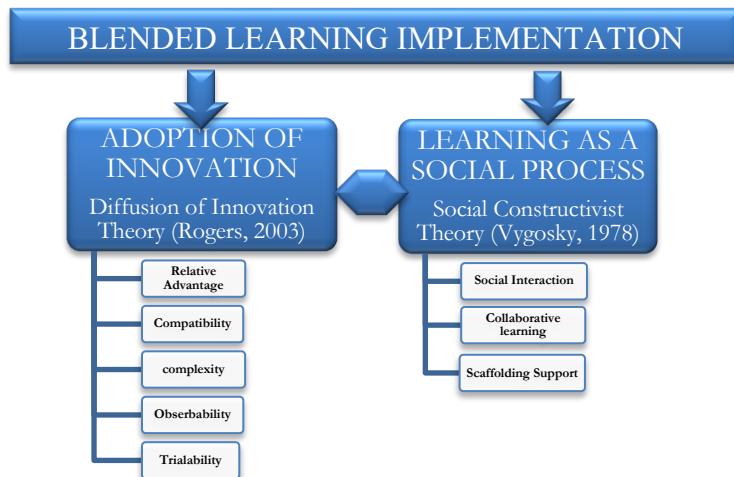 BLENDED LEARNING IMPLEMENTATION
ADOPTION OF
INNOVATION
Diffusion of Innovation
Theory (Rogers, 2003)
Relative
Advantage
Compatibility
complexity
Obserbability
Trialability
LEARNING AS A
SOCIAL PROCESS
Social Constructivist
Theory (Vygosky, 1978)
Social Interaction
Collaborative
learning
Scaffolding Support